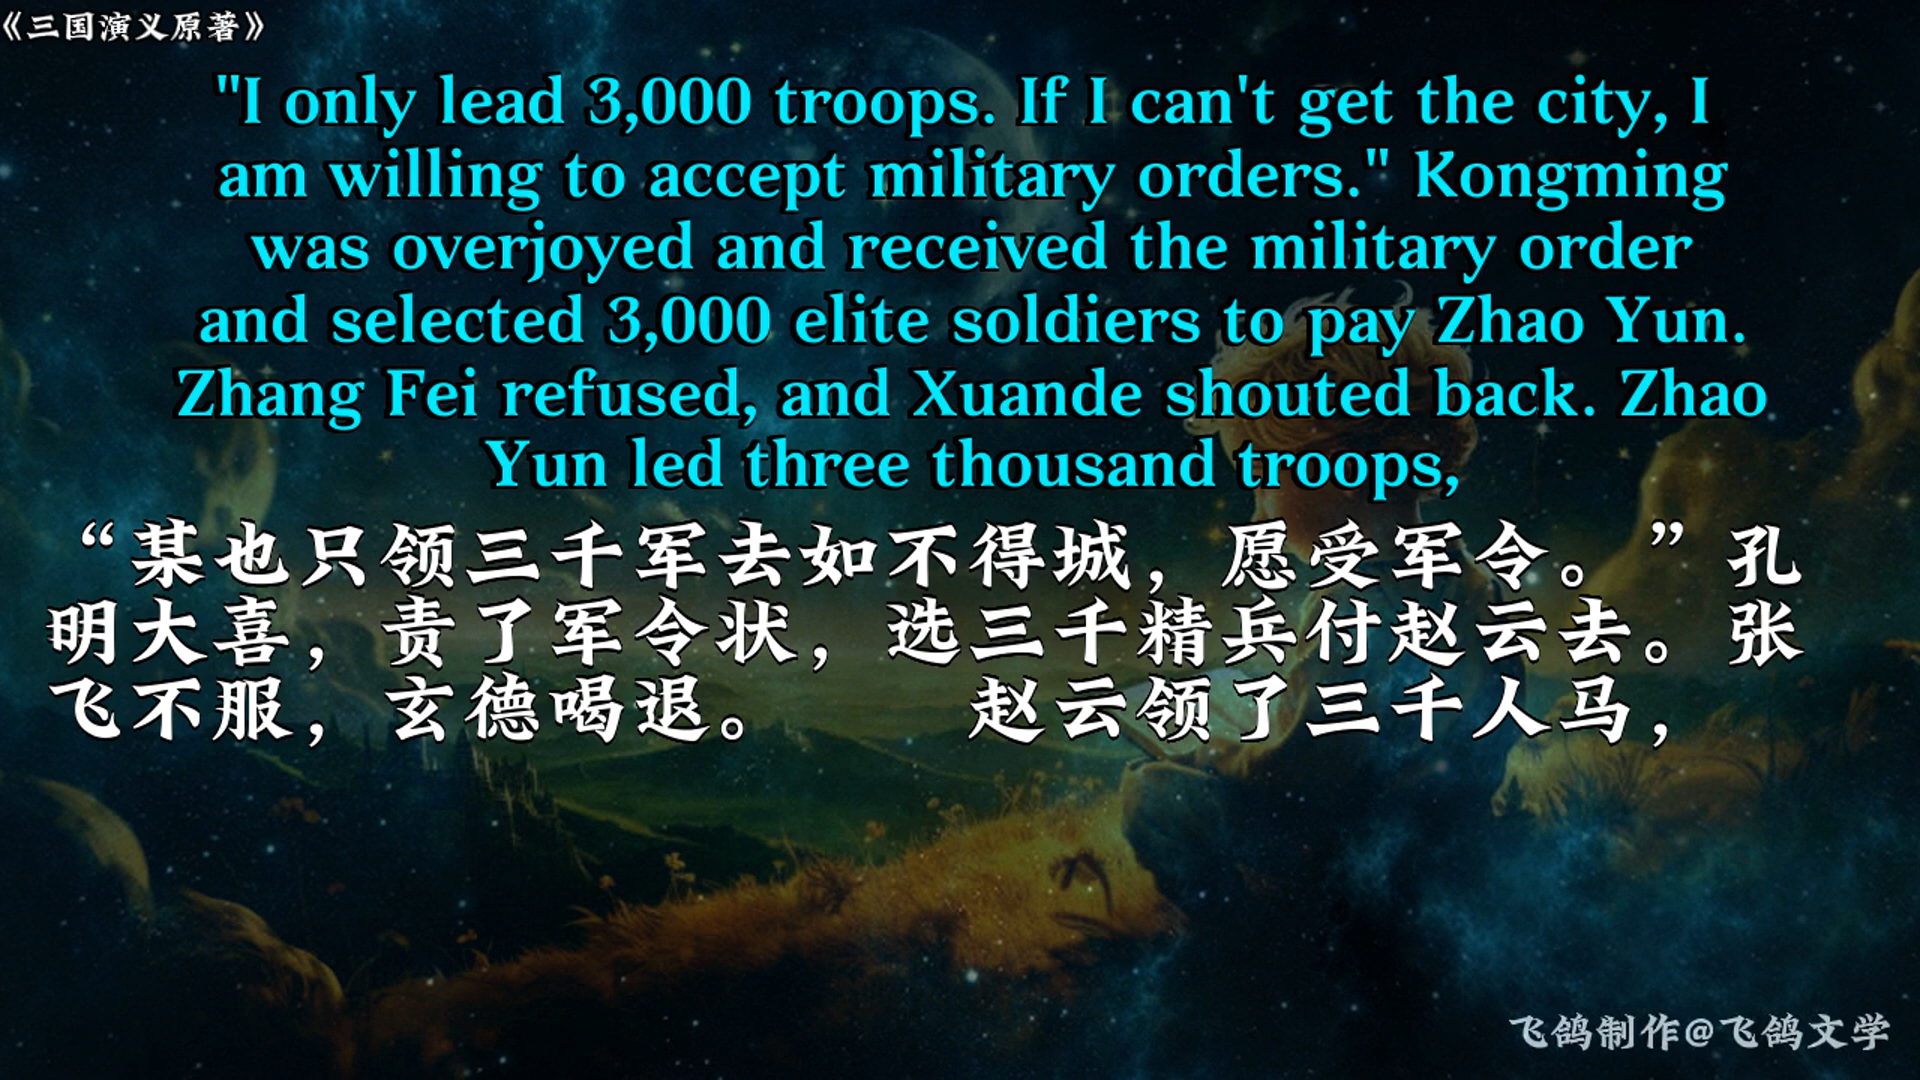 《三国演义原著》
"I only lead 3,000 troops. If I can't get the city, I
am willing to accept military orders." Kongming
was overjoyed and received the military order
and selected 3,000 elite soldiers to pay Zhao Yun.
Zhang Fei refused, and Xuande shouted back. Zhao
Yun led three thousand troops,
“某也只领三千军去如不得城，愿受军令。”孔
明大喜，责了军令状，选三千精兵付赵云去。张
飞不服，玄德喝退。　　赵云领了三千人马，
飞鸽制作@飞鸽文学